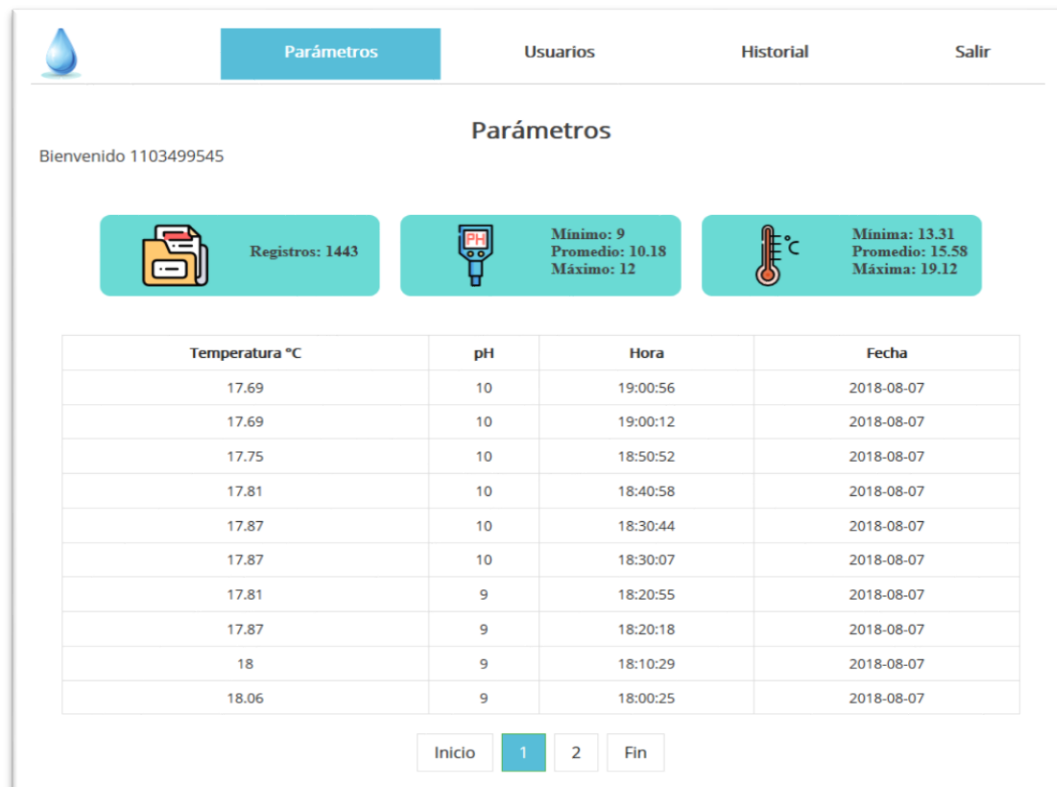 Parámetros Usuarios Historial Salir
Parámetros
Bienvenido 1103499545
Registros: 1443
PH
Mínimo: 9
Promedio: 10.18
Máximo: 12
°C
Mínima: 13.31
Promedio: 15.58
Máxima: 19.12
Temperatura °C pH Hora Fecha
17.69 10 19:00:56 2018-08-07
17.69 10 19:00:12 2018-08-07
17.75 10 18:50:52 2018-08-07
17.81 10 18:40:58 2018-08-07
17.87 10 18:30:44 2018-08-07
17.87 10 18:30:07 2018-08-07
17.81 9 18:20:55 2018-08-07
17.87 9 18:20:18 2018-08-07
18 9 18:10:29 2018-08-07
18.06 9 18:00:25 2018-08-07
Inicio 1 2 Fin